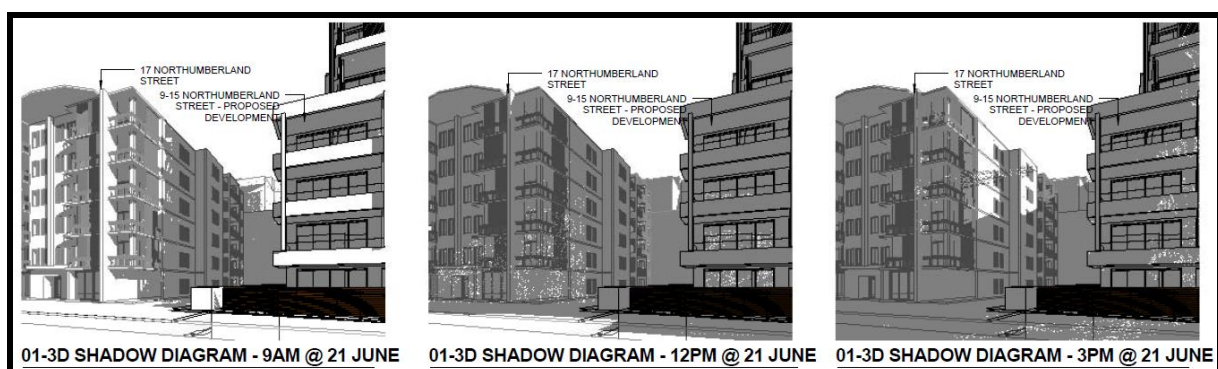 17 NORTHUMBERLAND
STREET
9-15 NORTHUMBERLAND
STREET - PROPOSED
DEVELOPMENT
01-3D SHADOW DIAGRAM - 9AM @ 21 JUNE
17 NORTHUMBERLAND
STREET
9-15 NORTHUMBERLAND
STREET - PROPOSED
DEVELOPMENT
01-3D SHADOW DIAGRAM - 12PM @ 21 JUNE
17 NORTHUMBERLAND
STREET
9-15 NORTHUMBERLAND
STREET - PROPOSED
DEVELOPMENT
01-3D SHADOW DIAGRAM - 3PM @ 21 JUNE